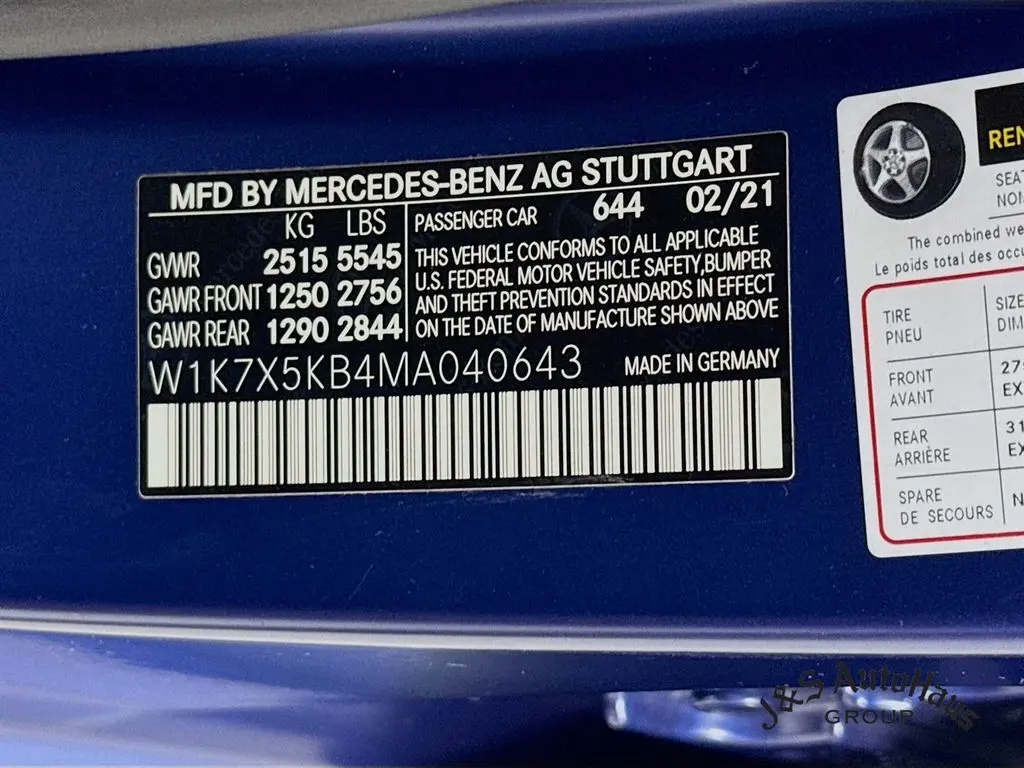 MFD BY MERCEDES-BENZ AG STUTTGART
KG LBS
GVWR 2515 5545
GAWR FRONT 1250 2756
GAWR REAR 1290 2844
PASSENGER CAR 644 02/21
THIS VEHICLE CONFORMS TO ALL APPLICABLE
U.S. FEDERAL MOTOR VEHICLE SAFETY,BUMPER
AND THEFT PREVENTION STANDARDS IN EFFECT
ON THE DATE OF MANUFACTURE SHOWN ABOVE
W1K7X5KB4MA040643 MADE IN GERMANY
The combined
Le poids total des
TIRE
PNEU
FRONT
AVANT
REAR
ARRIÈRE
SPARE
DE SECOURS
J&S AutoHaus
GROUP